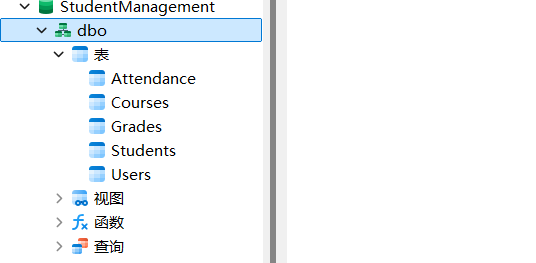 StudentManagement
dbo
表
Attendance
Courses
Grades
Students
Users
视图
函数
查询